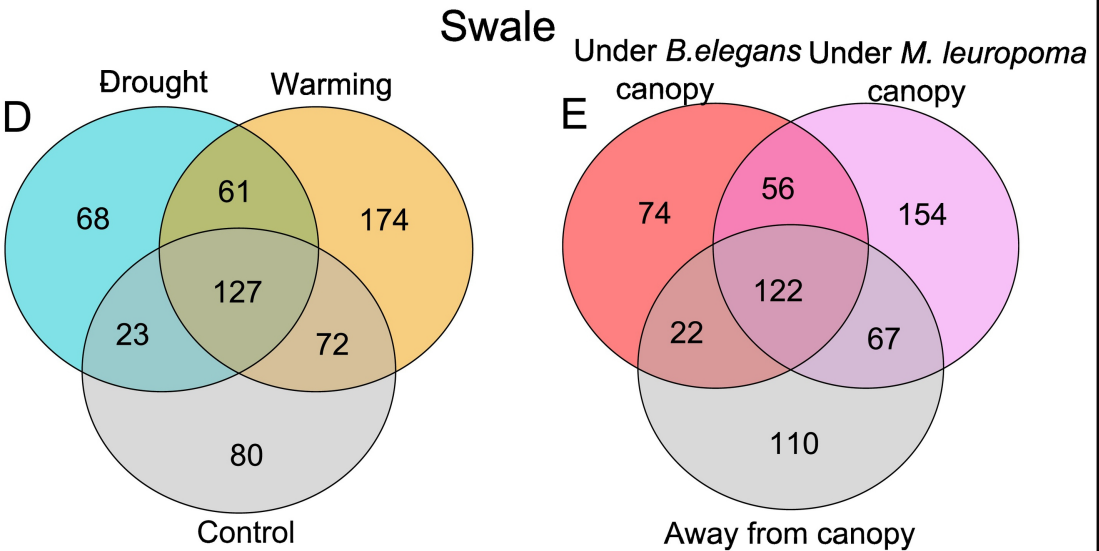 Swale
D
Đrought
Warming
68
61
174
127
23
72
80
Control
E
Under B.elegans Under M. leuropoma
canopy canopy
74
56
154
122
22
67
110
Away from canopy